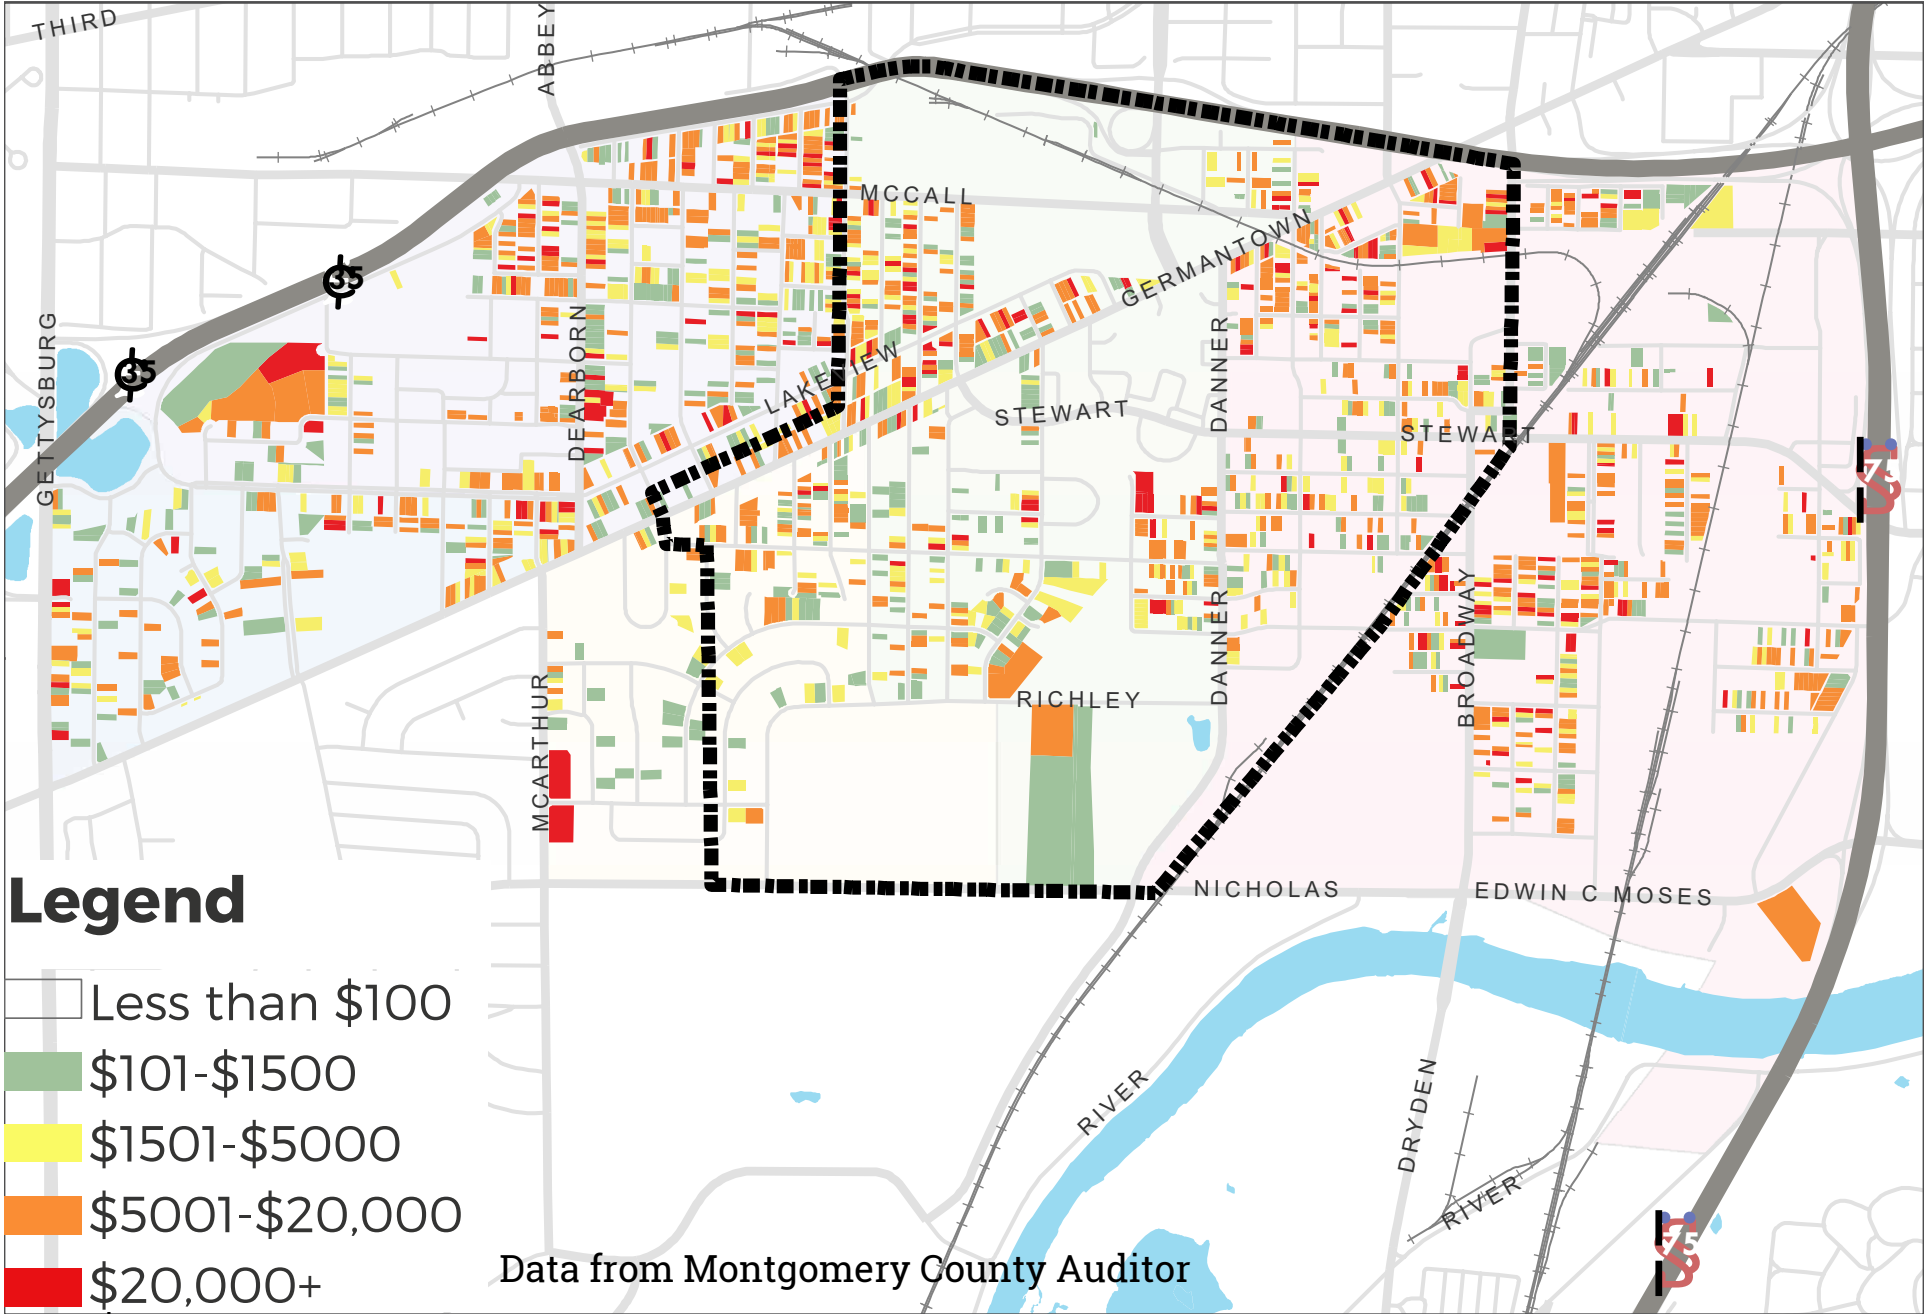 THIRD
ABBEY
MCCALL
GERMANTOWN
35
35
GETTYSBURG
DEARBORN
LAKEVIEW
DANNER
STEWART
STEWART
75
DANNER
BROADWAY
MCARTHUR
RICHLEY
NICHOLAS
EDWIN C MOSES
Legend
Less than $100
$101-$1500
$1501-$5000
$5001-$20,000
$20,000+
RIVER
DRYDEN
RIVER
75
Data from Montgomery County Auditor